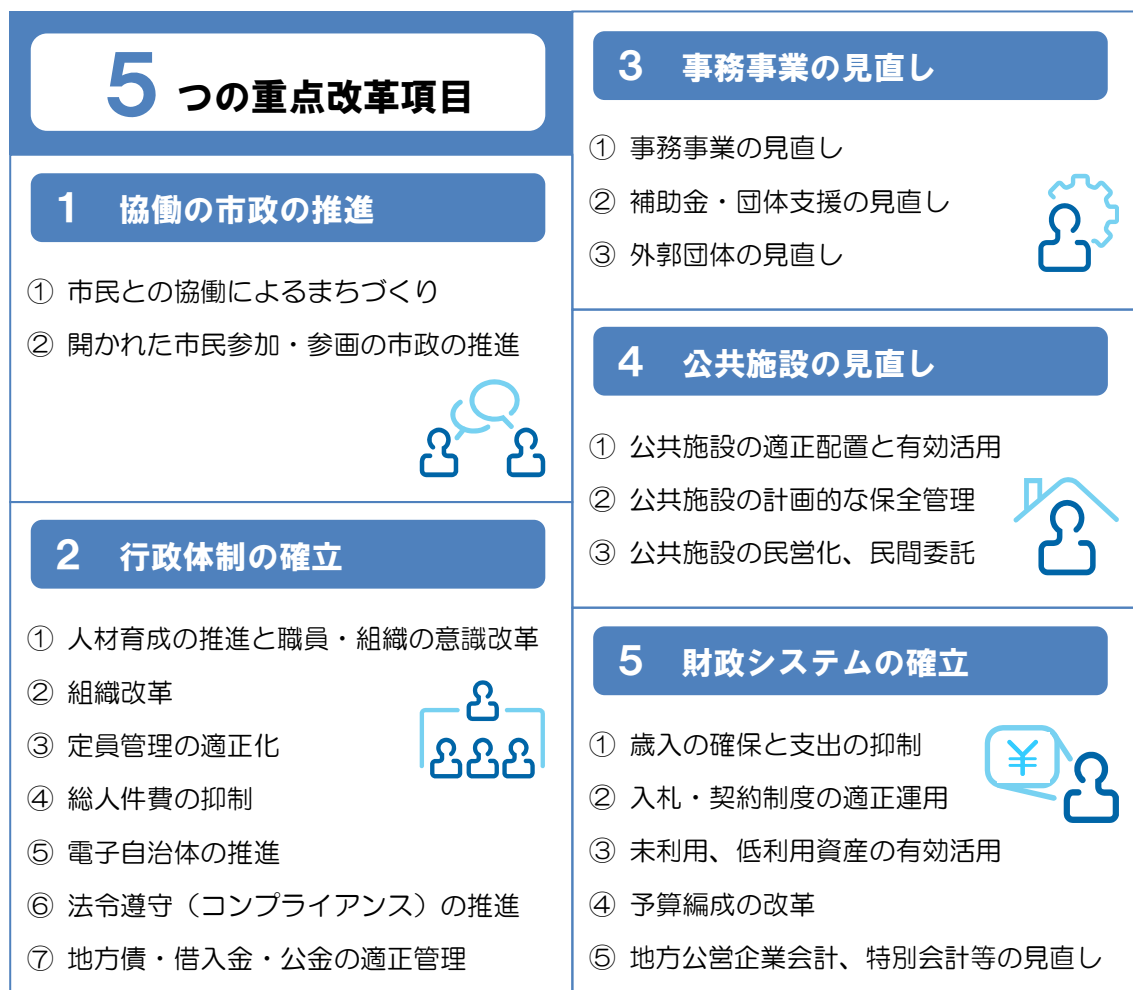 5つの重点改革項目
1 協働の市政の推進
① 市民との協働によるまちづくり
② 開かれた市民参加・参画の市政の推進
2 行政体制の確立
① 人材育成の推進と職員・組織の意識改革
② 組織改革
③ 定員管理の適正化
④ 総人件費の抑制
⑤ 電子自治体の推進
⑥ 法令遵守（コンプライアンス）の推進
⑦ 地方債・借入金・公金の適正管理
3 事務事業の見直し
① 事務事業の見直し
② 補助金・団体支援の見直し
③ 外郭団体の見直し
4 公共施設の見直し
① 公共施設の適正配置と有効活用
② 公共施設の計画的な保全管理
③ 公共施設の民営化、民間委託
5 財政システムの確立
① 歳入の確保と支出の抑制
② 入札・契約制度の適正運用
③ 未利用、低利用資産の有効活用
④ 予算編成の改革
⑤ 地方公営企業会計、特別会計等の見直し
¥